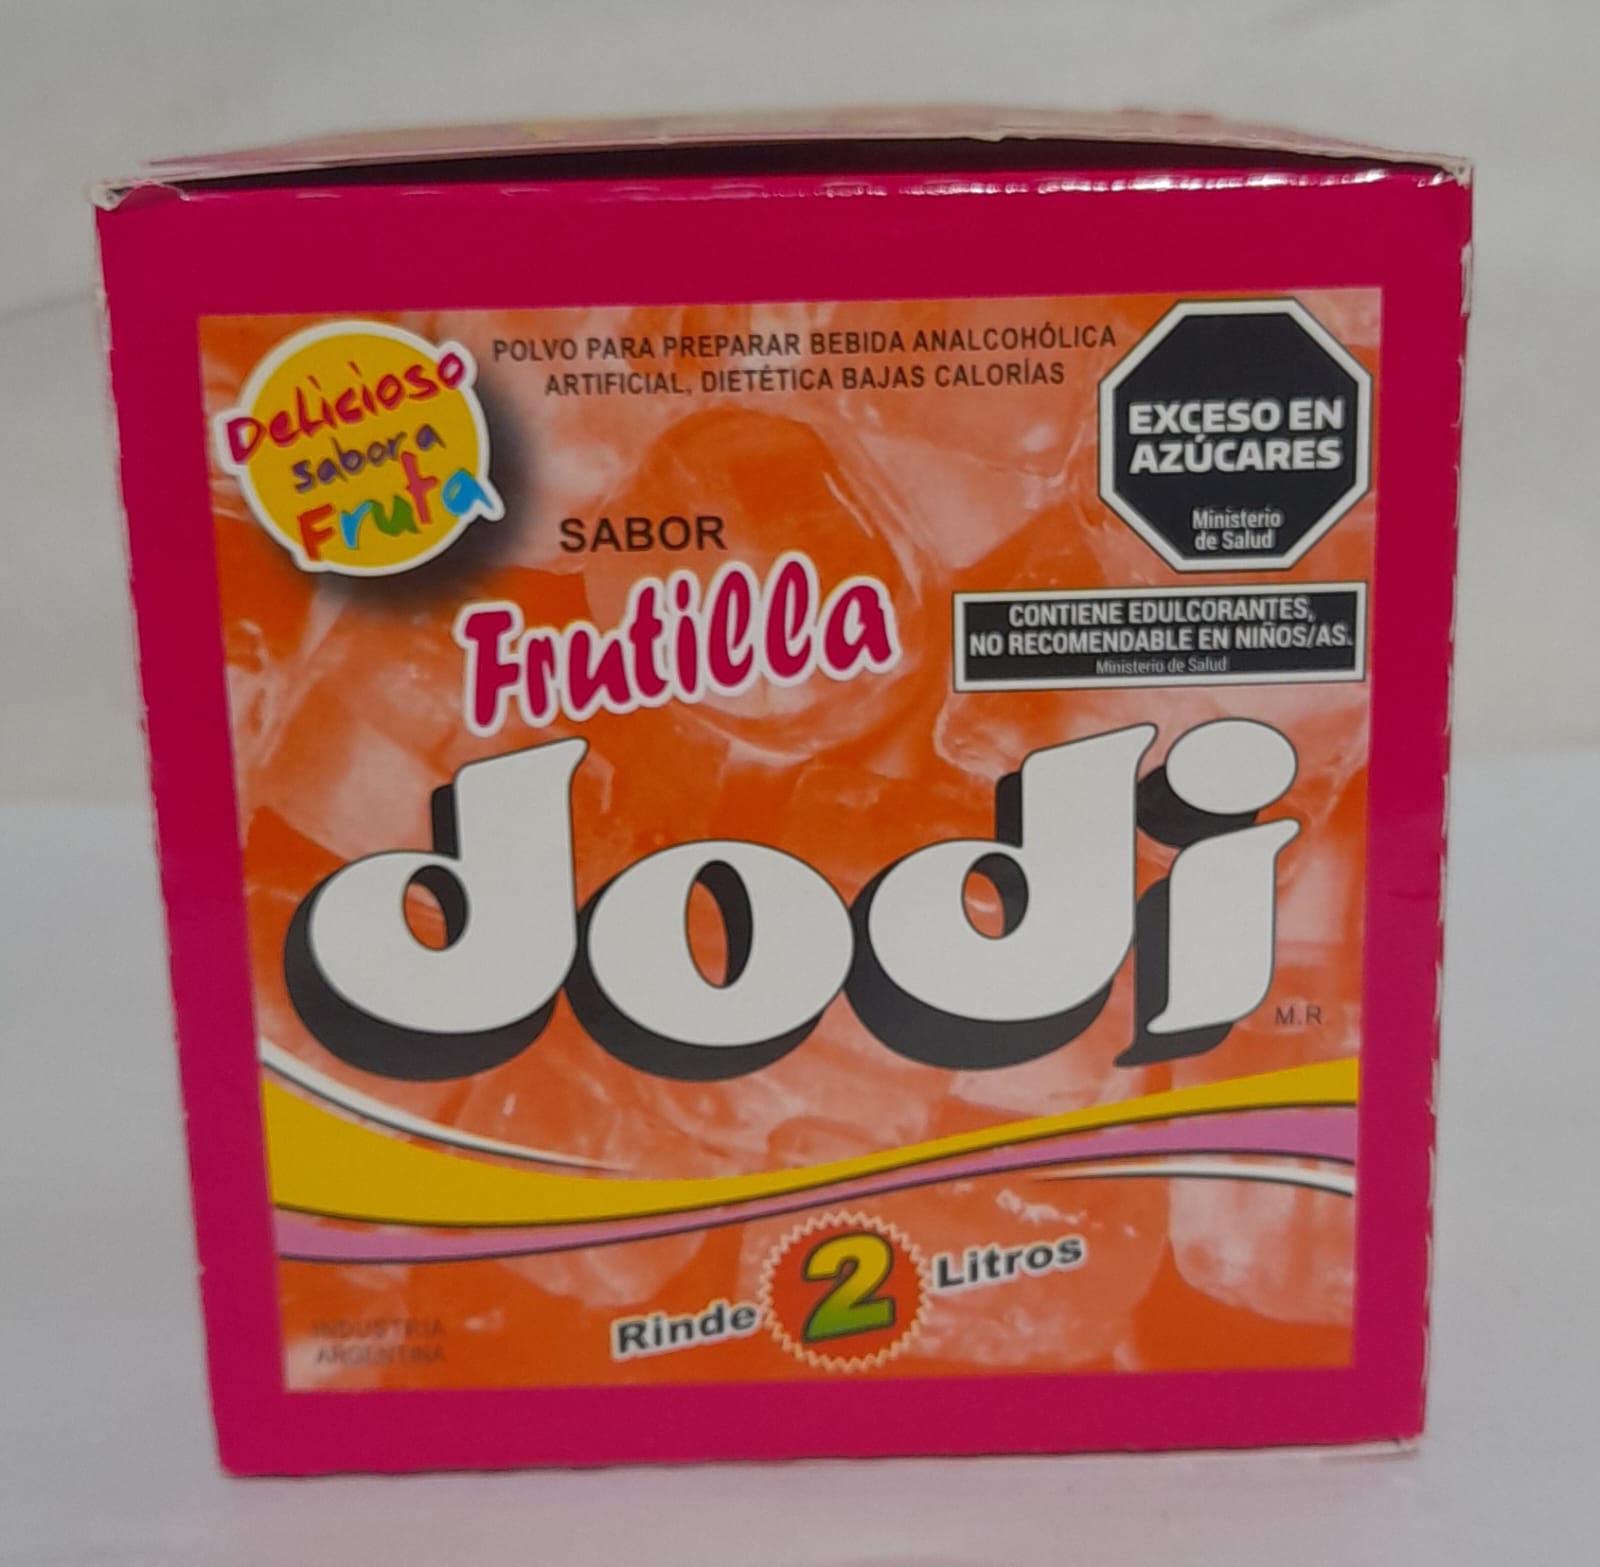 Delicioso
sabor a
Fruta
POLVO PARA PREPARAR BEBIDA ANALCOHÓLICA
ARTIFICIAL, DIETÉTICA BAJAS CALORÍAS
EXCESO EN
AZÚCARES
Ministerio
de Salud
SABOR
Frutilla
CONTIENE EDULCORANTES,
NO RECOMENDABLE EN NIÑOS/AS.
Ministerio de Salud
dodi
M.R.
Rinde 2 Litros
INDUSTRIA
ARGENTINA